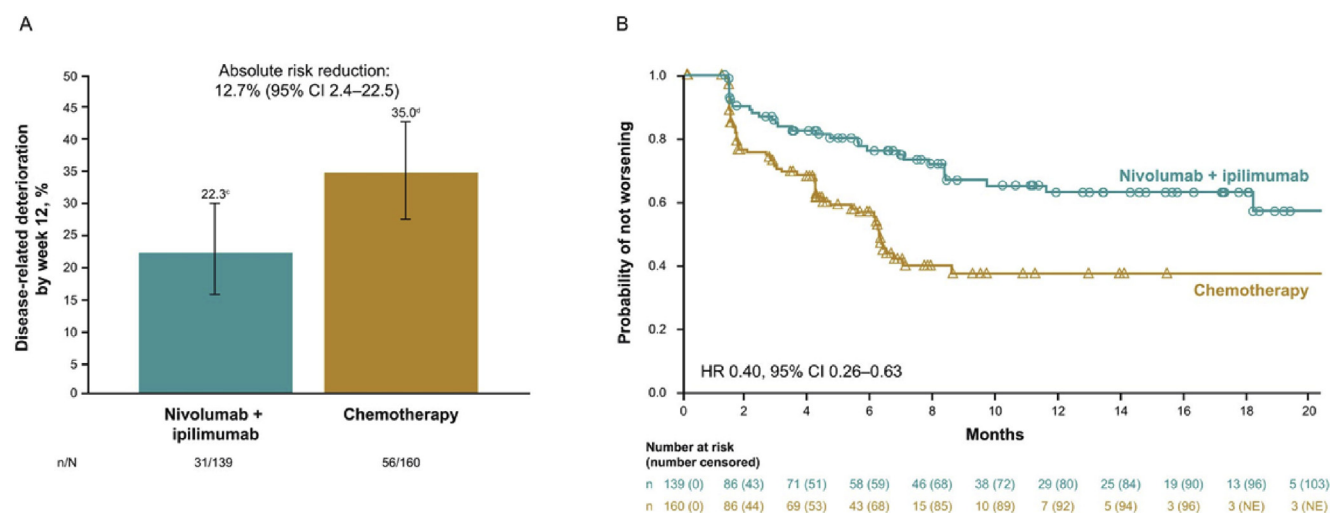 A
Absolute risk reduction:
12.7% (95% CI 2.4–22.5)
Disease-related deterioration
by week 12, %
50
45
40
35
30
25
20
15
10
5
0
22.3c
35.0d
Nivolumab +
ipilimumab
Chemotherapy
n/N
31/139
56/160
B
Probability of not worsening
1.0
0.8
0.6
0.4
0.2
0.0
Nivolumab + ipilimumab
Chemotherapy
HR 0.40, 95% CI 0.26–0.63
0 2 4 6 8 10 12 14 16 18 20
Months
Number at risk
(number censored)
n 139 (0) 86 (43) 71 (51) 58 (59) 46 (68) 38 (72) 29 (80) 25 (84) 19 (90) 13 (96) 5 (103)
n 160 (0) 86 (44) 69 (53) 43 (68) 15 (85) 10 (89) 7 (92) 5 (94) 3 (96) 3 (NE) 3 (NE)